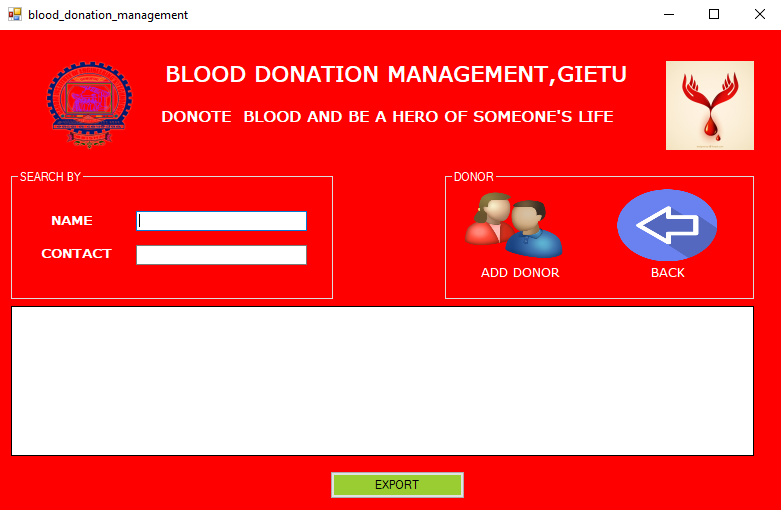 blood_donation_management
BLOOD DONATION MANAGEMENT,GIETU
DONOTE BLOOD AND BE A HERO OF SOMEONE'S LIFE
SEARCH BY
NAME
CONTACT
DONOR
ADD DONOR
BACK
EXPORT